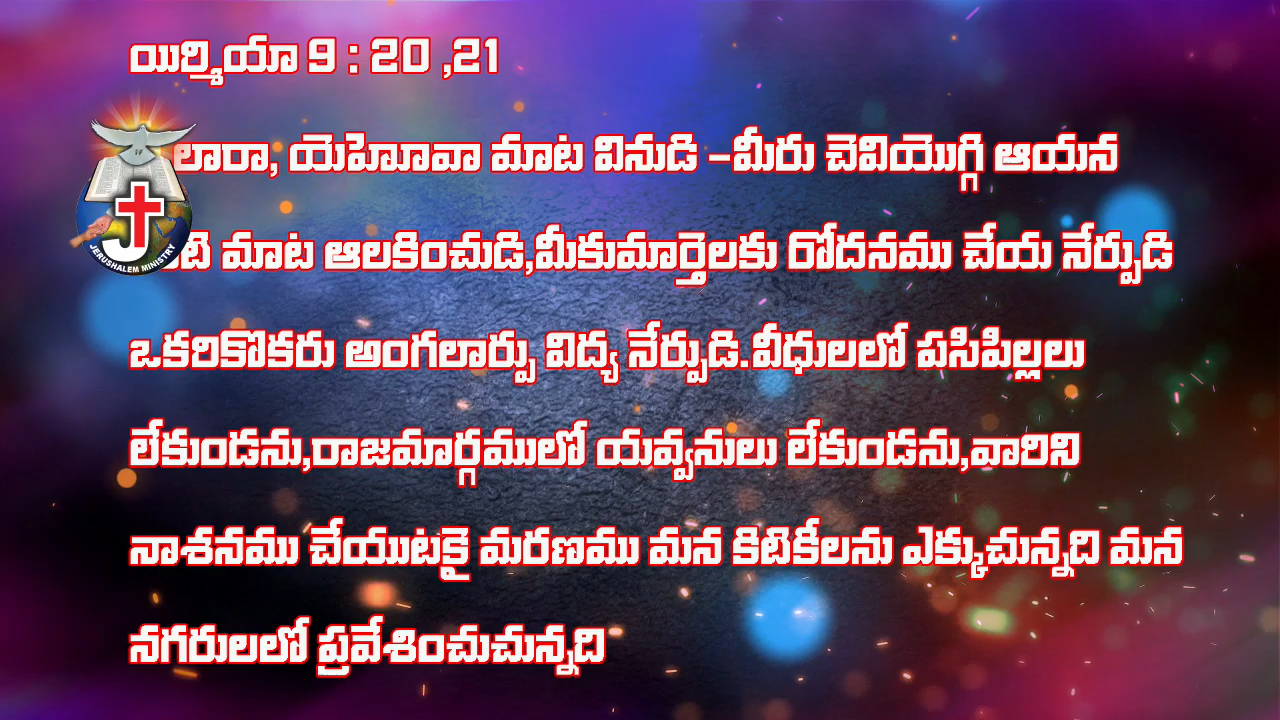 యిర్మియా 9 : 20 ,21
యెహెూవా మాట వినుడి –మీరు చెవియొగ్గి ఆయన
మాట ఆలకించుడి,మీకుమార్తెలకు రోదనము చేయ నేర్పుడి
ఒకరికొకరు అంగలార్పు విద్య నేర్పుడి.వీధులలో పసిపిల్లలు
లేకుండను,రాజమార్గములో యవ్వనులు లేకుండను,వారిని
నాశనము చేయుటకై మరణము మన కిటికీలను ఎక్కుచున్నది మన
నగరులలో ప్రవేశించుచున్నది
JERUSHALEM MINISTRY